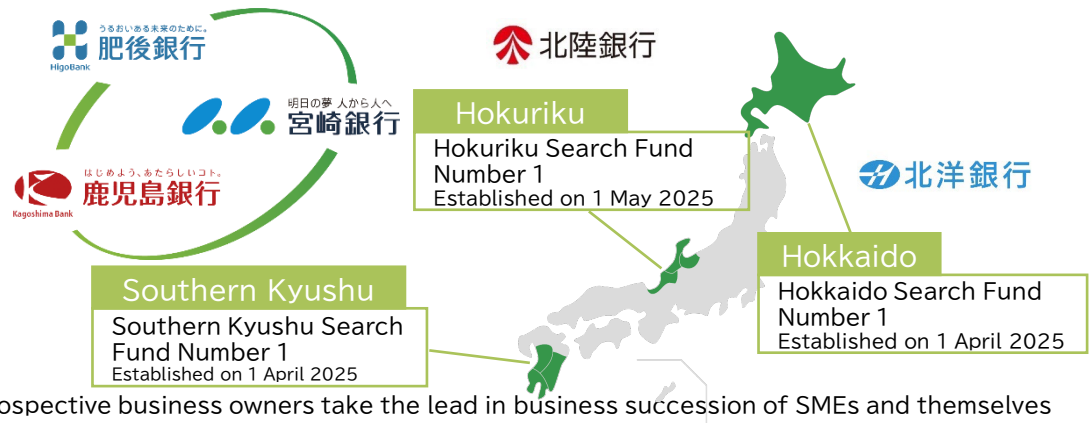 うるおいある未来のために。
肥後銀行
HigoBank
明日の夢 人から人へ
宮崎銀行
はじめよう、あたらしいコト。
鹿児島銀行
Kagoshima Bank
北陸銀行
Hokuriku
Hokuriku Search Fund
Number 1
Established on 1 May 2025
北洋銀行
Hokkaido
Hokkaido Search Fund
Number 1
Established on 1 April 2025
Southern Kyushu
Southern Kyushu Search
Fund Number 1
Established on 1 April 2025
ospective business owners take the lead in business succession of SMEs and themselves